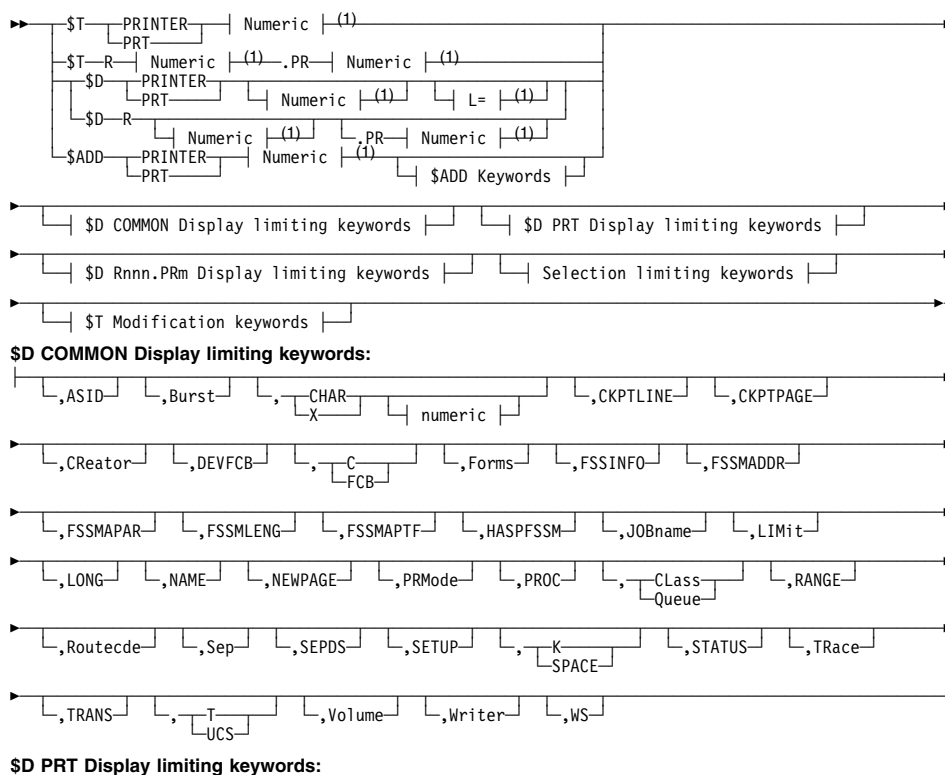 $T PRINTER Numeric (1)
PRT
$T R Numeric (1) .PR Numeric (1)
$D PRINTER
PRT Numeric (1) L= (1)
$D R
Numeric (1) .PR Numeric (1)
$ADD PRINTER Numeric (1)
PRT $ADD Keywords
$D COMMON Display limiting keywords $D PRT Display limiting keywords
$D Rnnn.PRm Display limiting keywords Selection limiting keywords
$T Modification keywords
$D COMMON Display limiting keywords:
,ASID ,Burst , CHAR ,CKPTLINE ,CKPTPAGE
X numeric
,CReator ,DEVFCB , C ,Forms ,FSSINFO ,FSSMADDR
FCB
,FSSMAPAR ,FSSMLENG ,FSSMAPTF ,HASPFSSM ,JOBname ,LIMit
,LONG ,NAME ,NEWPAGE ,PRMode ,PROC , CLass ,RANGE
Queue
,Routecde ,Sep ,SEPDS ,SETUP , K ,STATUS ,TRace
SPACE
,TRANS , T ,Volume ,Writer ,WS
UCS
$D PRT Display limiting keywords: